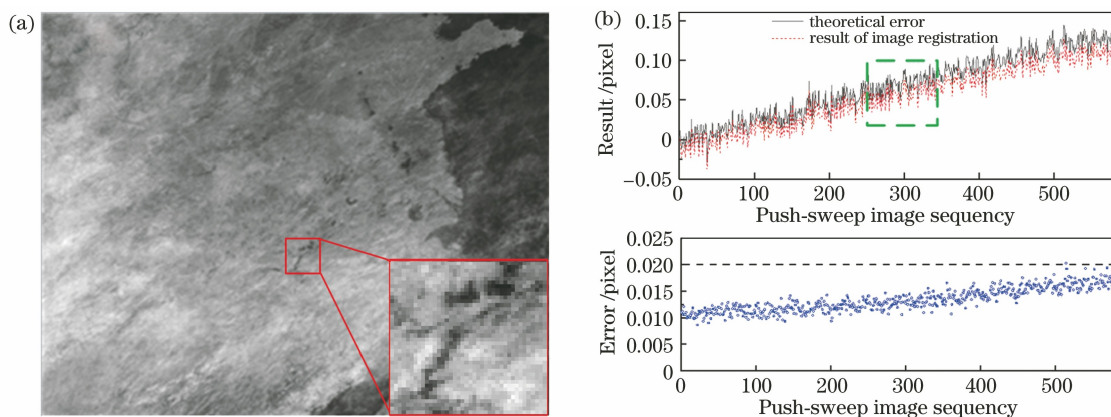 (a)
(b)
0.15
0.10
0.05
0
−0.05
Result /pixel
theoretical error
result of image registration
0 100 200 300 400 500
Push-sweep image sequency
0.025
0.020
0.015
0.010
0.005
0.000
Error /pixel
0 100 200 300 400 500
Push-sweep image sequency